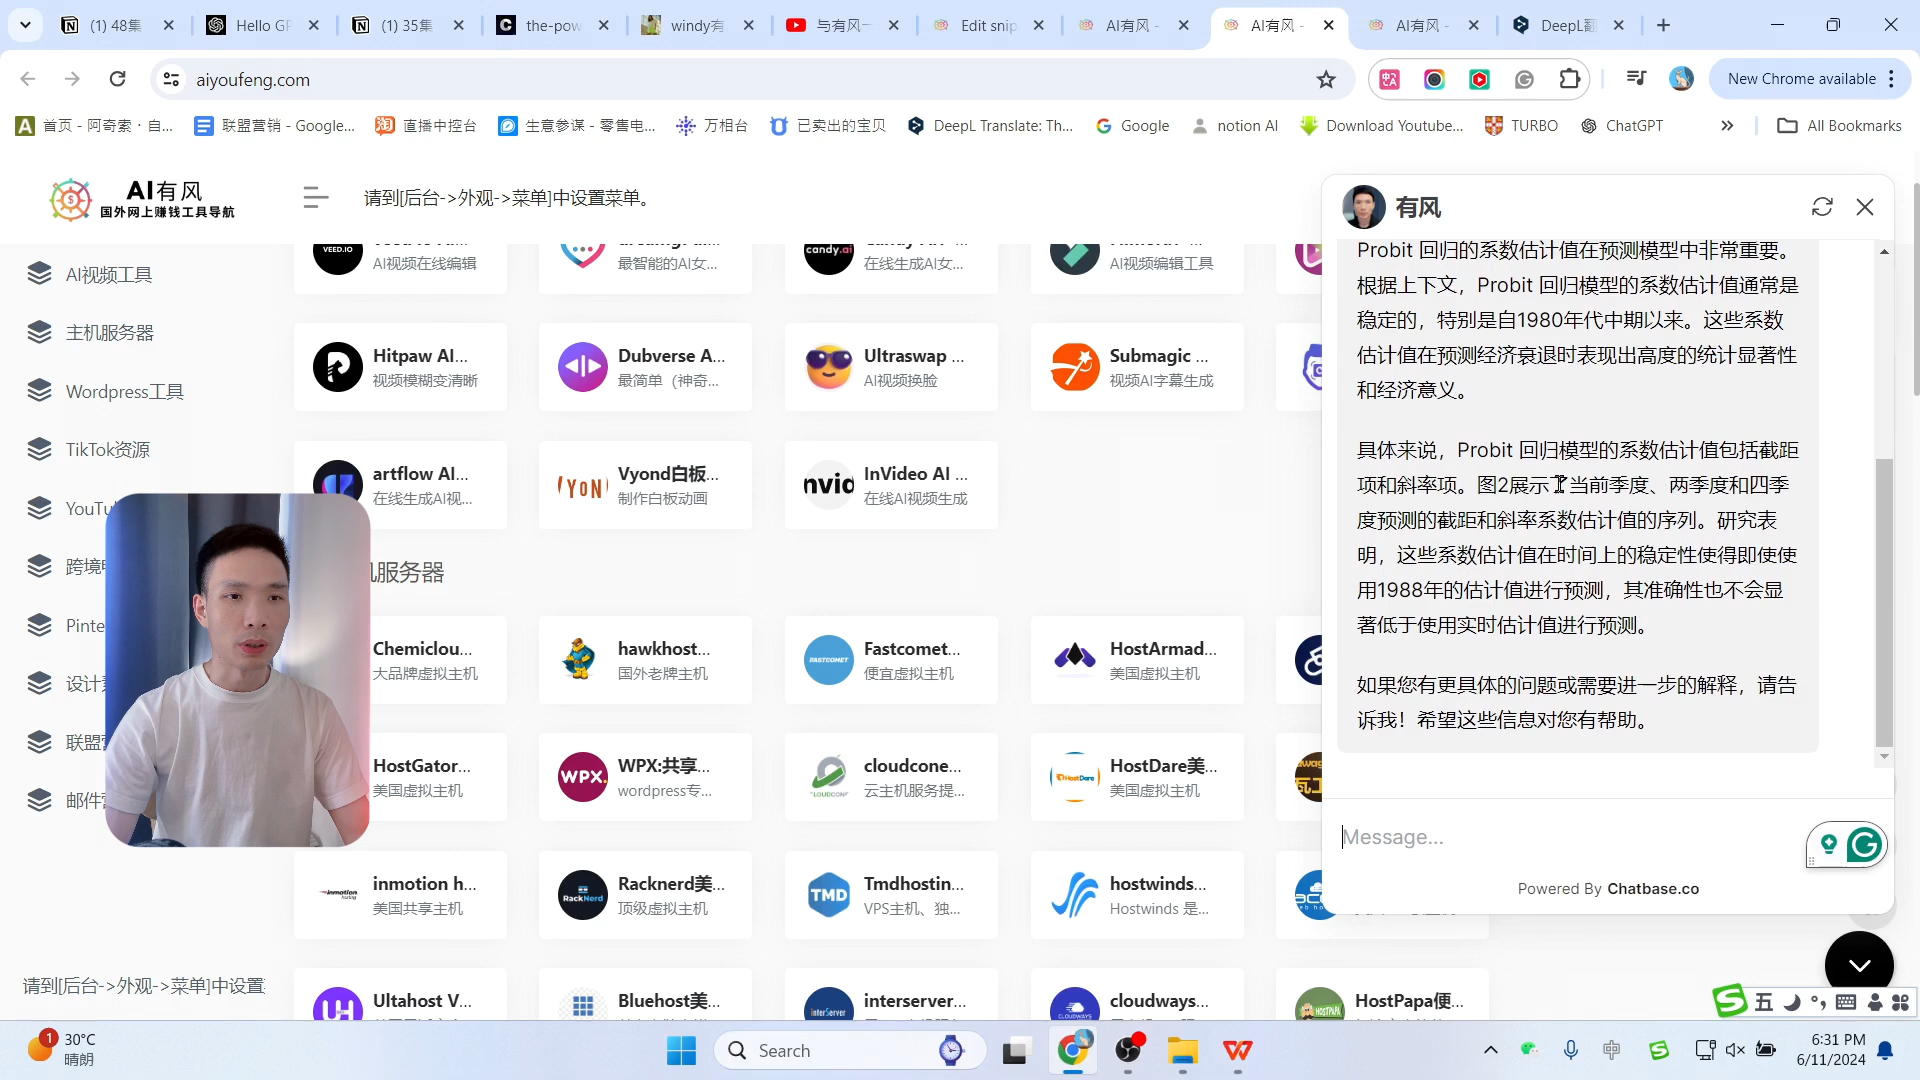 (1) 48集
Hello GF
(1) 35集
the-pow
windy有
与有风一
Edit snip
AI有风 -
AI有风 -
AI有风 -
DeepL翻
aiyoufeng.com
New Chrome available
首页 - 阿奇索 · 自...
联盟营销 - Google...
直播中控台
生意参谋 - 零售电...
万相台
已卖出的宝贝
DeepL Translate: Th...
Google
notion AI
Download Youtube...
TURBO
ChatGPT
All Bookmarks
AI有风
国外网上赚钱工具导航
请到[后台->外观->菜单]中设置菜单。
AI视频工具
主机服务器
Wordpress工具
TikTok资源
YouTu
跨境
Pinte
设计
联盟
邮件
请到[后台->外观->菜单]中设置
VEED.IO
AI视频在线编辑
最智能的AI女...
candy.ai
在线生成AI女...
AI视频编辑工具
Hitpaw AI...
视频模糊变清晰
Dubverse A...
最简单（神奇...
Ultraswap ...
AI视频换脸
Submagic ...
视频AI字幕生成
artflow AI...
在线生成AI视...
Vyond白板...
制作白板动画
InVideo AI ...
在线AI视频生成
机服务器
Chemiclou...
大品牌虚拟主机
hawkhost...
国外老牌主机
FASTCOMET
Fastcomet...
便宜虚拟主机
HostArmad...
美国虚拟主机
HostGator...
美国虚拟主机
WPX.
WPX:共享...
wordpress专...
cloudcone...
云主机服务提...
HostDare
HostDare美...
美国虚拟主机
inmotion
inmotion h...
美国共享主机
RackNerd
Racknerd美...
顶级虚拟主机
TMD
Tmdhostin...
VPS主机、独...
hostwinds...
Hostwinds 是...
Ultahost V...
Bluehost美...
interServer
interserver...
CLOUDWAYS
cloudways...
HOSTPAPA
HostPapa便...
有风
Probit 回归的系数估计值在预测模型中非常重要。
根据上下文，Probit 回归模型的系数估计值通常是
稳定的，特别是自1980年代中期以来。这些系数
估计值在预测经济衰退时表现出高度的统计显著性
和经济意义。
具体来说，Probit 回归模型的系数估计值包括截距
项和斜率项。图2展示了当前季度、两季度和四季
度预测的截距和斜率系数估计值的序列。研究表
明，这些系数估计值在时间上的稳定性使得即使使
用1988年的估计值进行预测，其准确性也不会显
著低于使用实时估计值进行预测。
如果您有更具体的问题或需要进一步的解释，请告
诉我！希望这些信息对您有帮助。
Message...
Powered By Chatbase.co
五
1
30°C
晴朗
Search
中
6:31 PM
6/11/2024